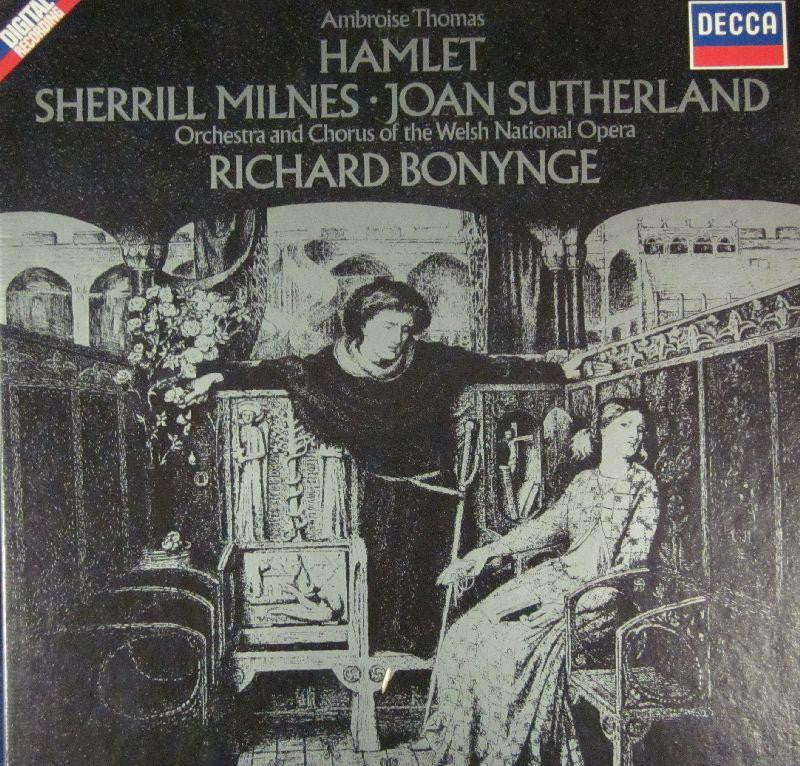 DIGITAL
RECORDING
DECCA
Ambroise Thomas
HAMLET
SHERRILL MILNES · JOAN SUTHERLAND
Orchestra and Chorus of the Welsh National Opera
RICHARD BONYNGE